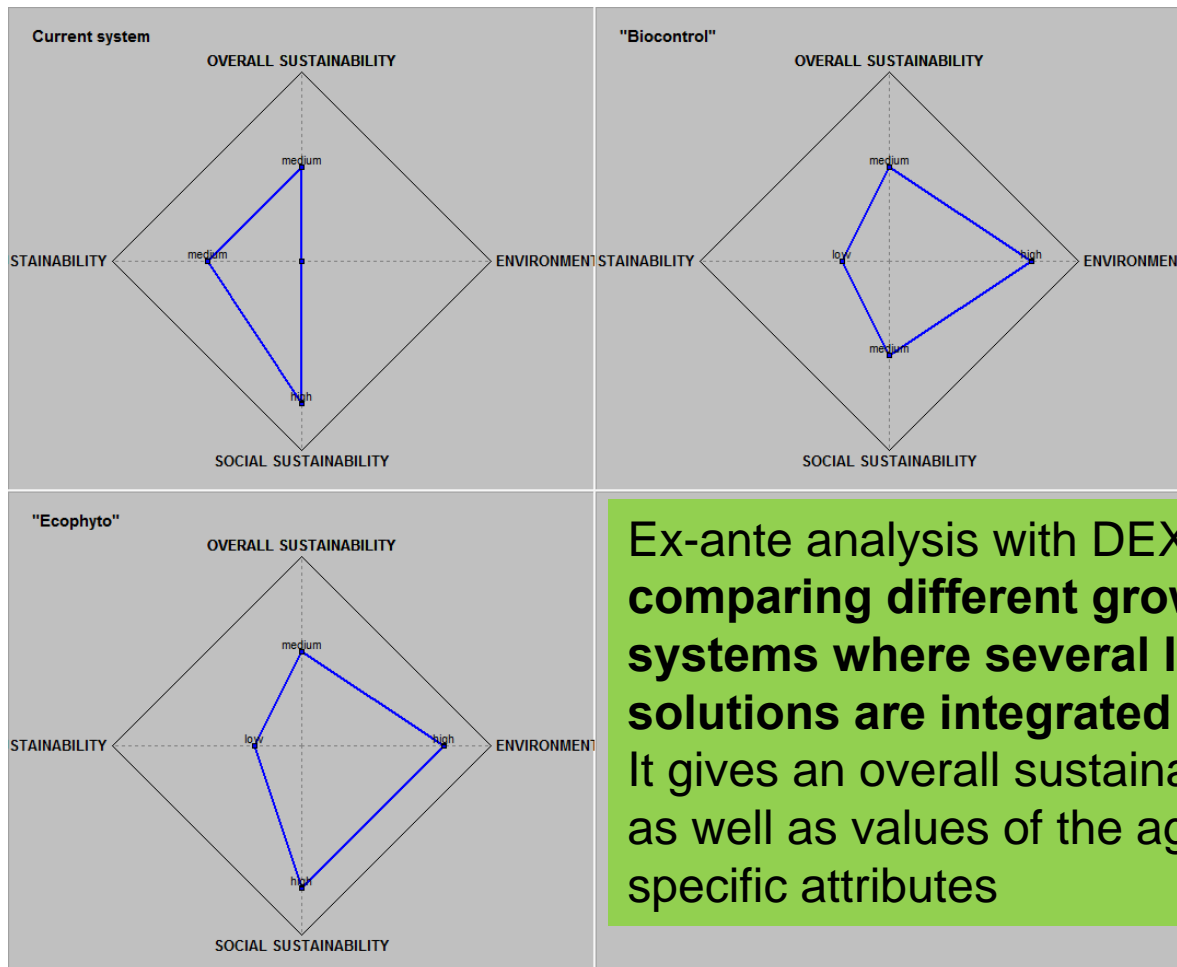 Current system
OVERALL SUSTAINABILITY
medium
medium
STAINABILITY
ENVIRONMENT
high
SOCIAL SUSTAINABILITY
"Biocontrol"
OVERALL SUSTAINABILITY
medium
low
high
STAINABILITY
ENVIRONMEN
medium
SOCIAL SUSTAINABILITY
"Ecophyto"
OVERALL SUSTAINABILITY
medium
low
high
STAINABILITY
ENVIRONMENT
high
SOCIAL SUSTAINABILITY
Ex-ante analysis with DEX
comparing different grow
systems where several I
solutions are integrated
It gives an overall sustaina
as well as values of the ag
specific attributes